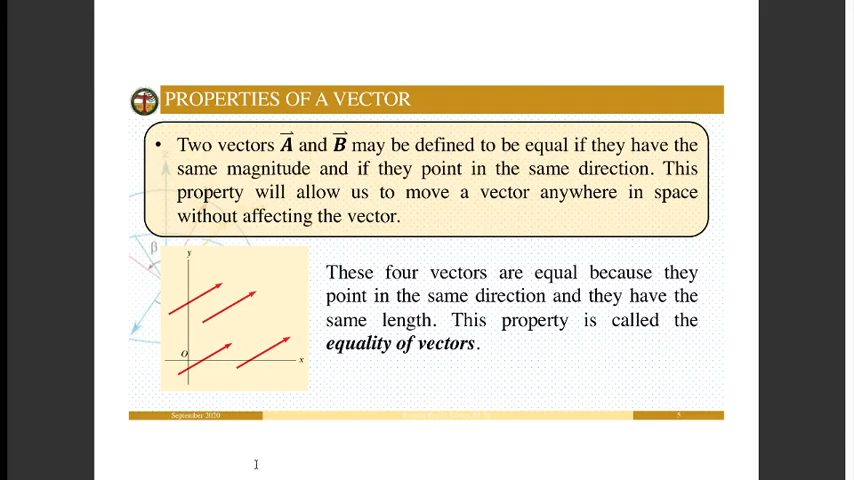 PROPERTIES OF A VECTOR
• Two vectors A and B may be defined to be equal if they have the
same magnitude and if they point in the same direction. This
property will allow us to move a vector anywhere in space
without affecting the vector.
β
y
O
x
These four vectors are equal because they
point in the same direction and they have the
same length. This property is called the
equality of vectors.
September 2020
5